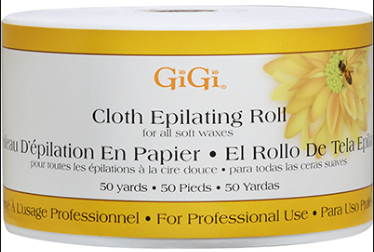 GiGi®
Cloth Epilating Roll
for all soft waxes
D'épilation En Papier • El Rollo De Tela
pour toutes les épilations à la cire douce • para todas las ceras suaves
50 yards • 50 Pieds • 50 Yardas
À L'usage Professionnel • For Professional Use • Para Uso